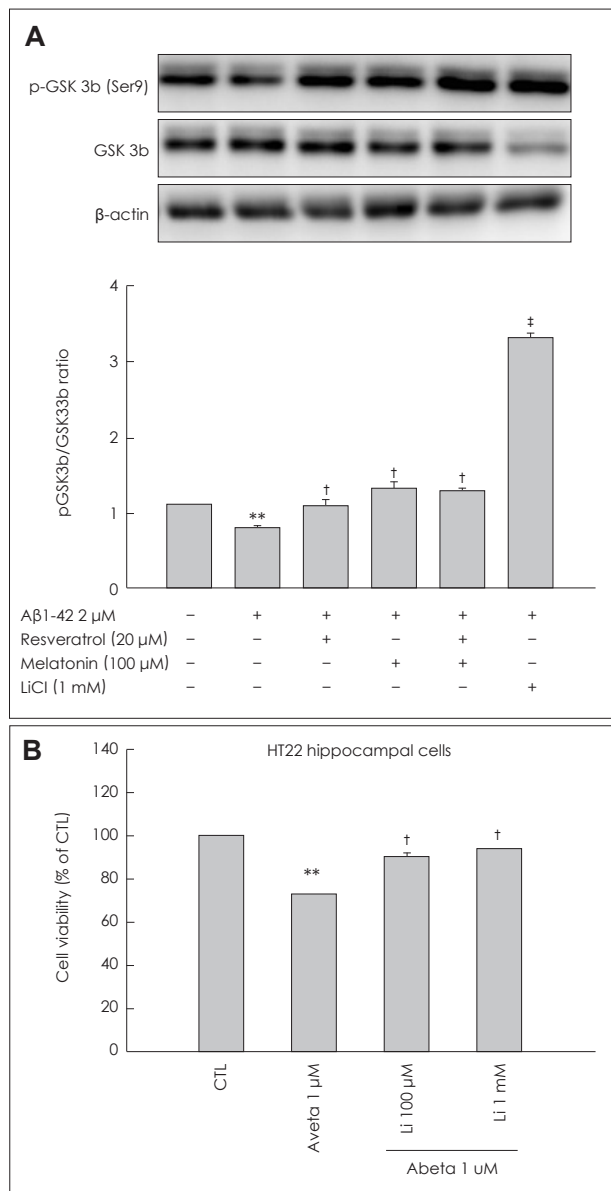 A
p-GSK 3b (Ser9)
GSK 3b
β-actin
4
3
2
1
0
pGSK3b/GSK33b ratio
**
†
†
†
‡
Aβ1-42 2 µM – + + + + +
Resveratrol (20 µM) – – + – + –
Melatonin (100 µM) – – – + + –
LiCl (1 mM) – – – – – +
B
HT22 hippocampal cells
140
120
100
80
60
40
20
0
Cell viability (% of CTL)
**
†
†
CTL
Aveta 1 µM
Li 100 µM
Li 1 mM
Abeta 1 uM